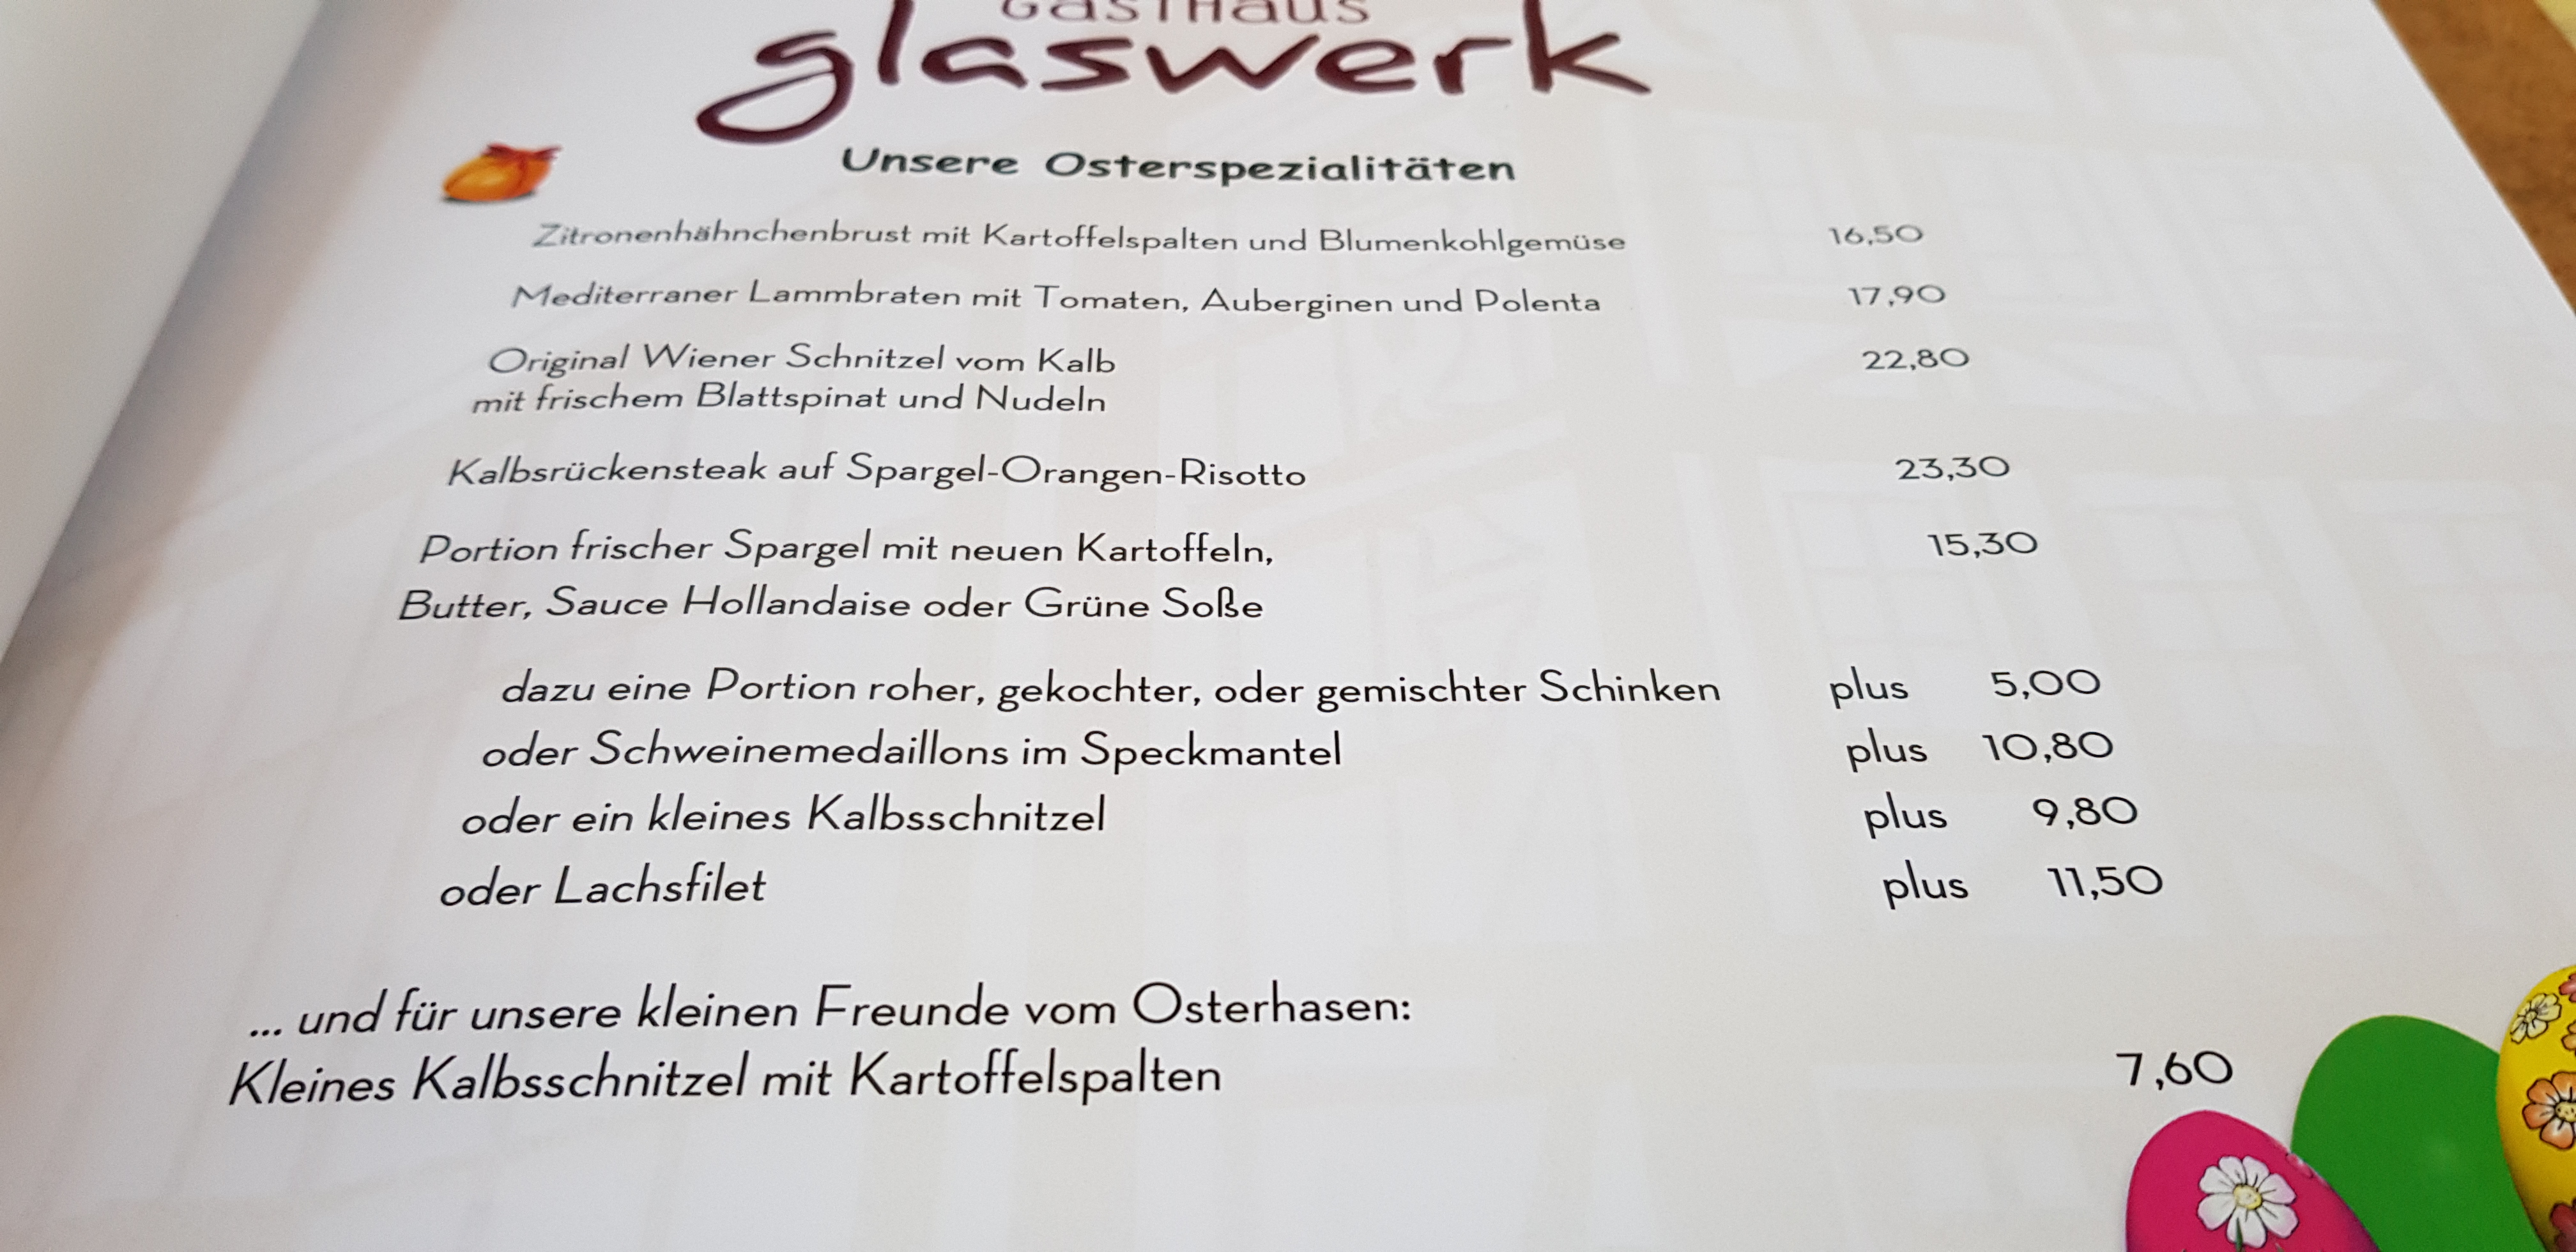 GASTHaus
glaswerk
Unsere Osterspezialitäten
Zitronenhähnchenbrust mit Kartoffelspalten und Blumenkohlgemüse 16,50
Mediterraner Lammbraten mit Tomaten, Auberginen und Polenta 17,90
Original Wiener Schnitzel vom Kalb 22,80
mit frischem Blattspinat und Nudeln
Kalbsrückensteak auf Spargel-Orangen-Risotto 23,30
Portion frischer Spargel mit neuen Kartoffeln, 15,30
Butter, Sauce Hollandaise oder Grüne Soße
dazu eine Portion roher, gekochter, oder gemischter Schinken plus 5,00
oder Schweinemedaillons im Speckmantel plus 10,80
oder ein kleines Kalbsschnitzel plus 9,80
oder Lachsfilet plus 11,50
... und für unsere kleinen Freunde vom Osterhasen:
Kleines Kalbsschnitzel mit Kartoffelspalten 7,60